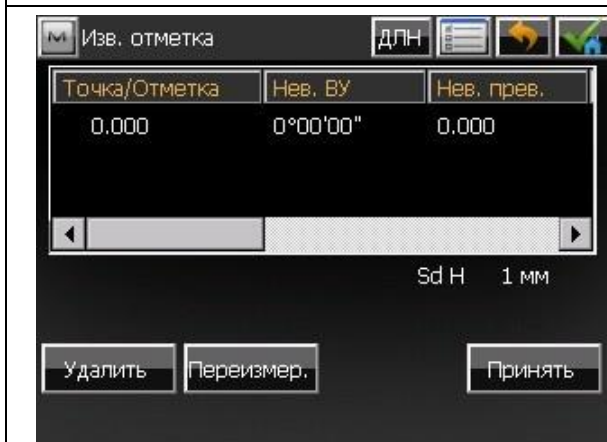 M Изв. отметка ДЛН
Точка/Отметка Нев. ВУ Нев. прев.
0.000 0°00'00" 0.000
Sd H 1 мм
Удалить Переизмер. Принять